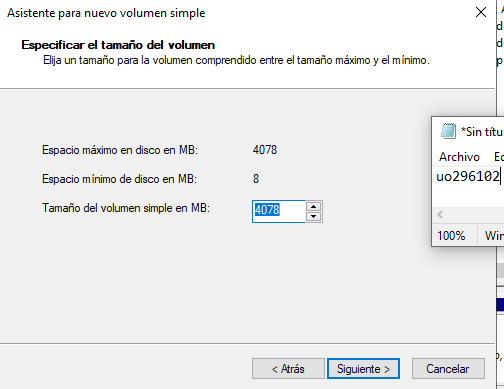 Asistente para nuevo volumen simple
Especificar el tamaño del volumen
Elija un tamaño para la volumen comprendido entre el tamaño máximo y el mínimo.
Espacio máximo en disco en MB: 4078
Espacio mínimo de disco en MB: 8
Tamaño del volumen simple en MB: 4078
< Atrás
Siguiente >
Cancelar
*Sin títu
Archivo
uo296102
100%
Win